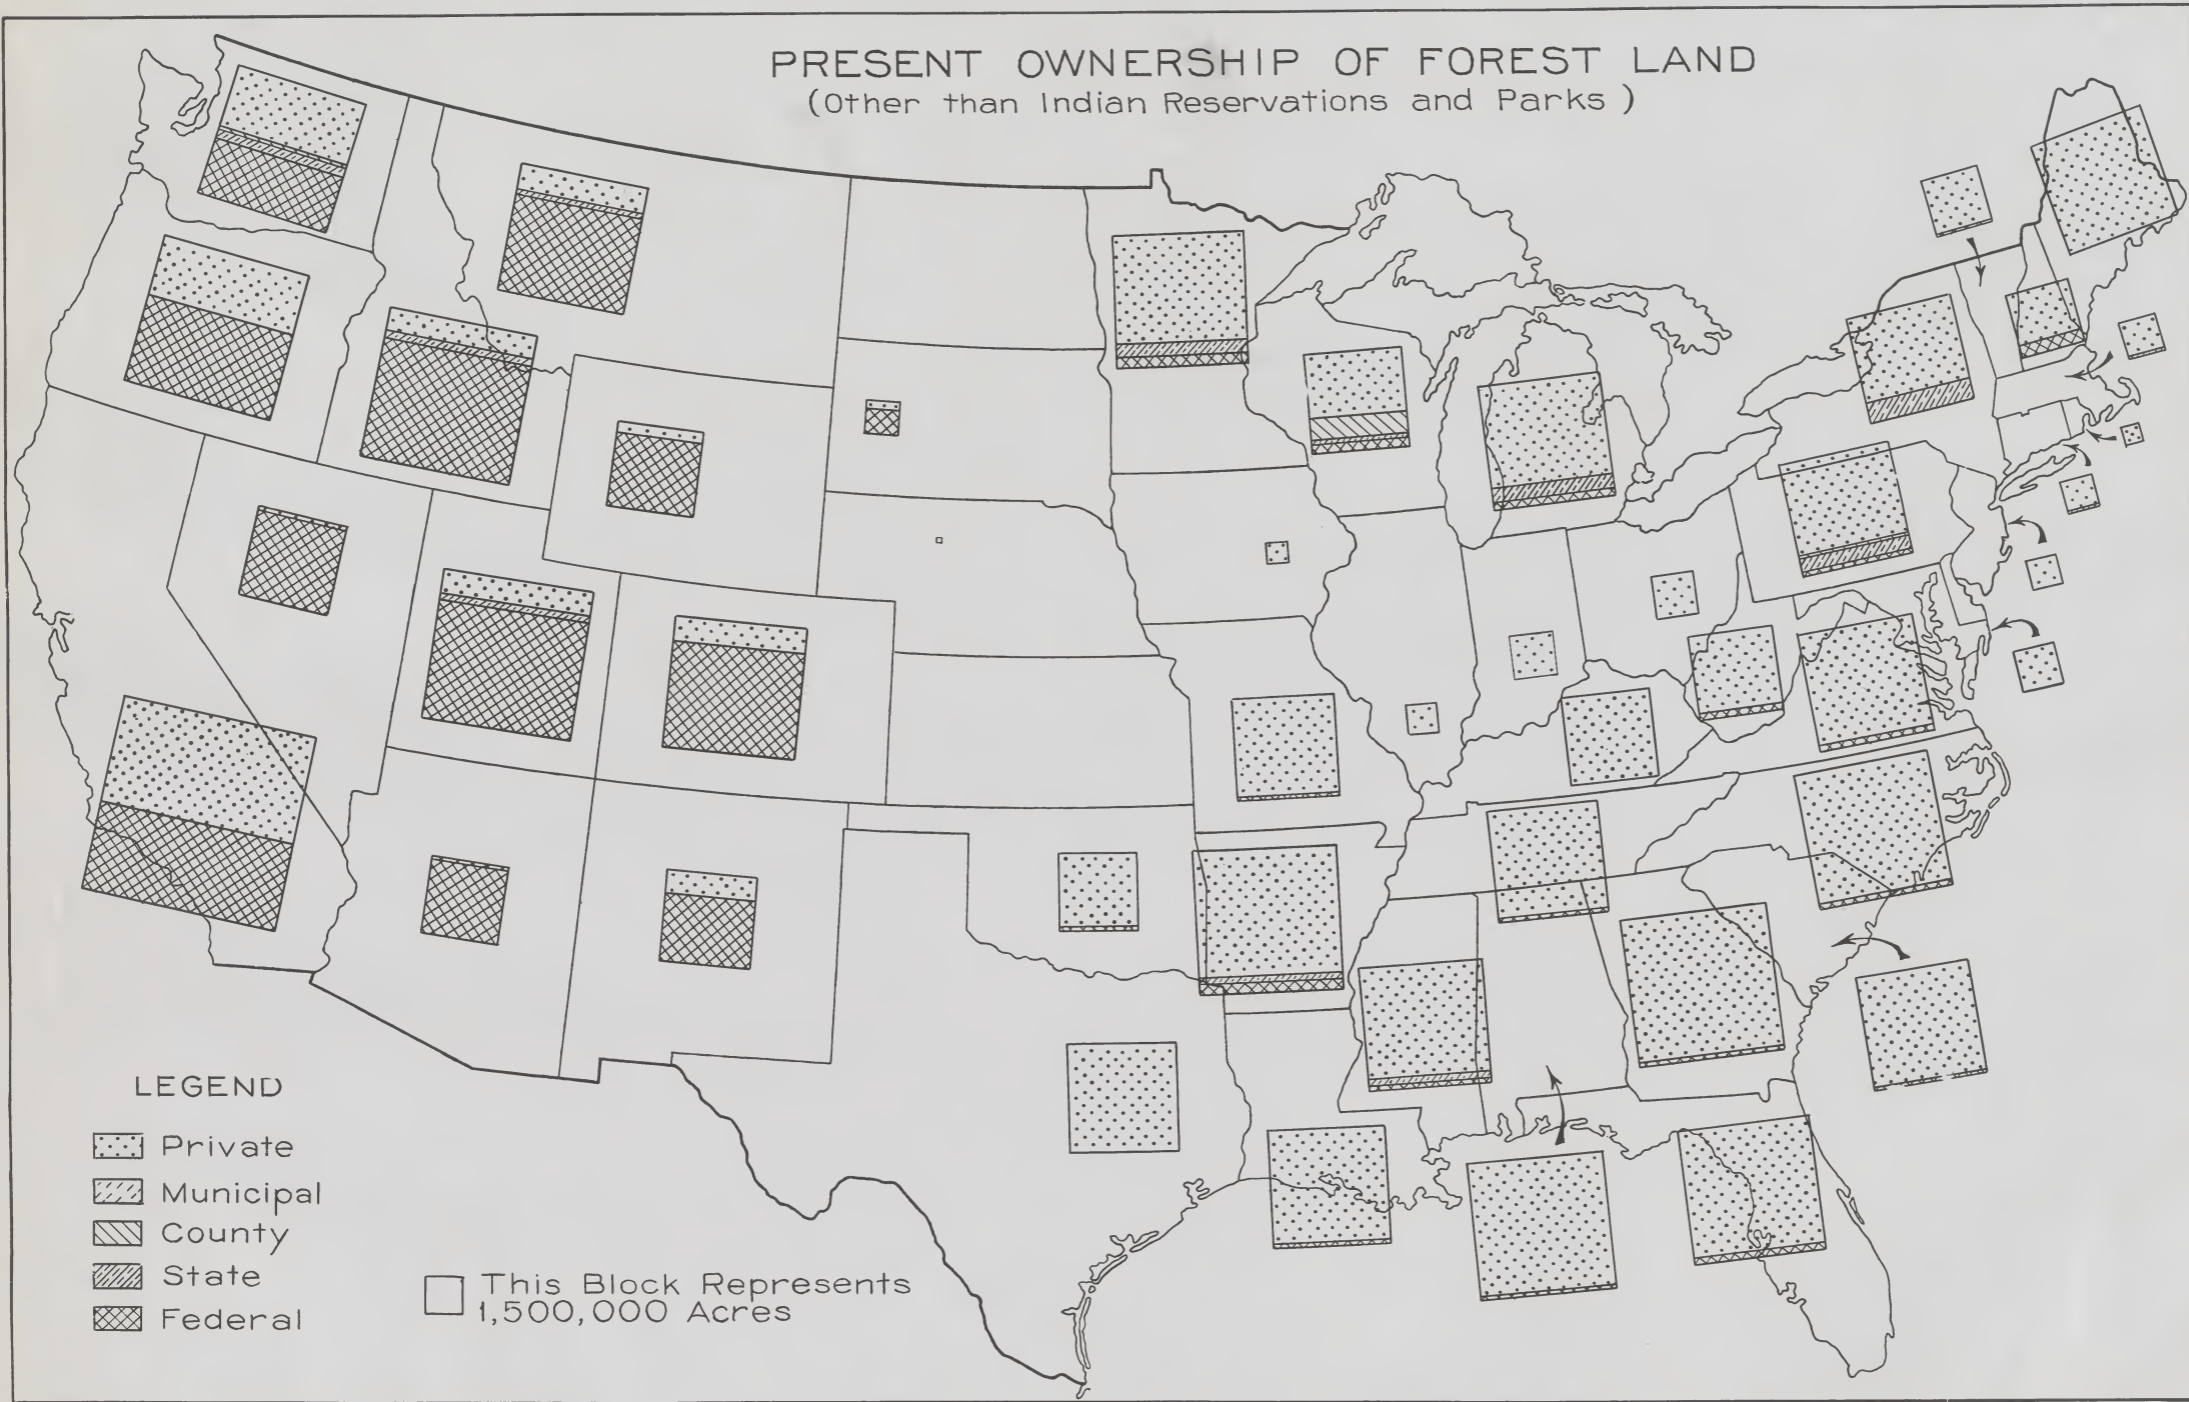 PRESENT OWNERSHIP OF FOREST LAND
(Other than Indian Reservations and Parks)
LEGEND
Private
Municipal
County
State
Federal
This Block Represents
1,500,000 Acres